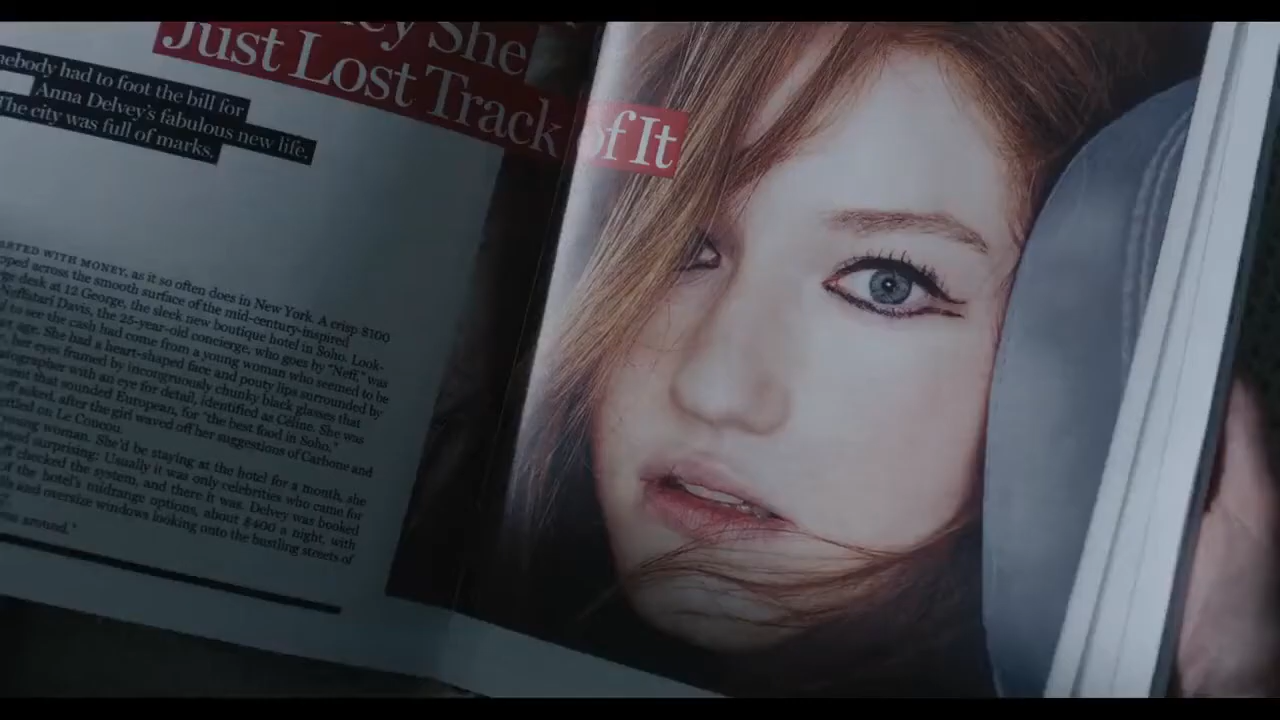 She
Just Lost Track of It
had to foot the bill for
Anna Delvey's fabulous new life.
The city was full of marks.
WITH MONEY, as it so often does in New York. A crisp $100
across the smooth surface of the mid-century-inspired
desk at 12 George, the sleek new boutique hotel in Soho. Look-
Neffatari Davis, the 25-year-old concierge, who goes by "Neff," was
to see the cash had come from a young woman who seemed to be
age. She had a heart-shaped face and pouty lips surrounded by
her eyes framed by incongruously chunky black glasses that
with an eye for detail, identified as Céline. She was
that sounded European, for "the best food in Soho."
asked, after the girl waved off her suggestions of Carbone and
on Le Coucou.
young woman. She'd be staying at the hotel for a month, she
surprising: Usually it was only celebrities who came for
checked the system, and there it was. Delvey was booked
of the hotel's midrange options, about $400 a night, with
and oversize windows looking onto the bustling streets of
around."